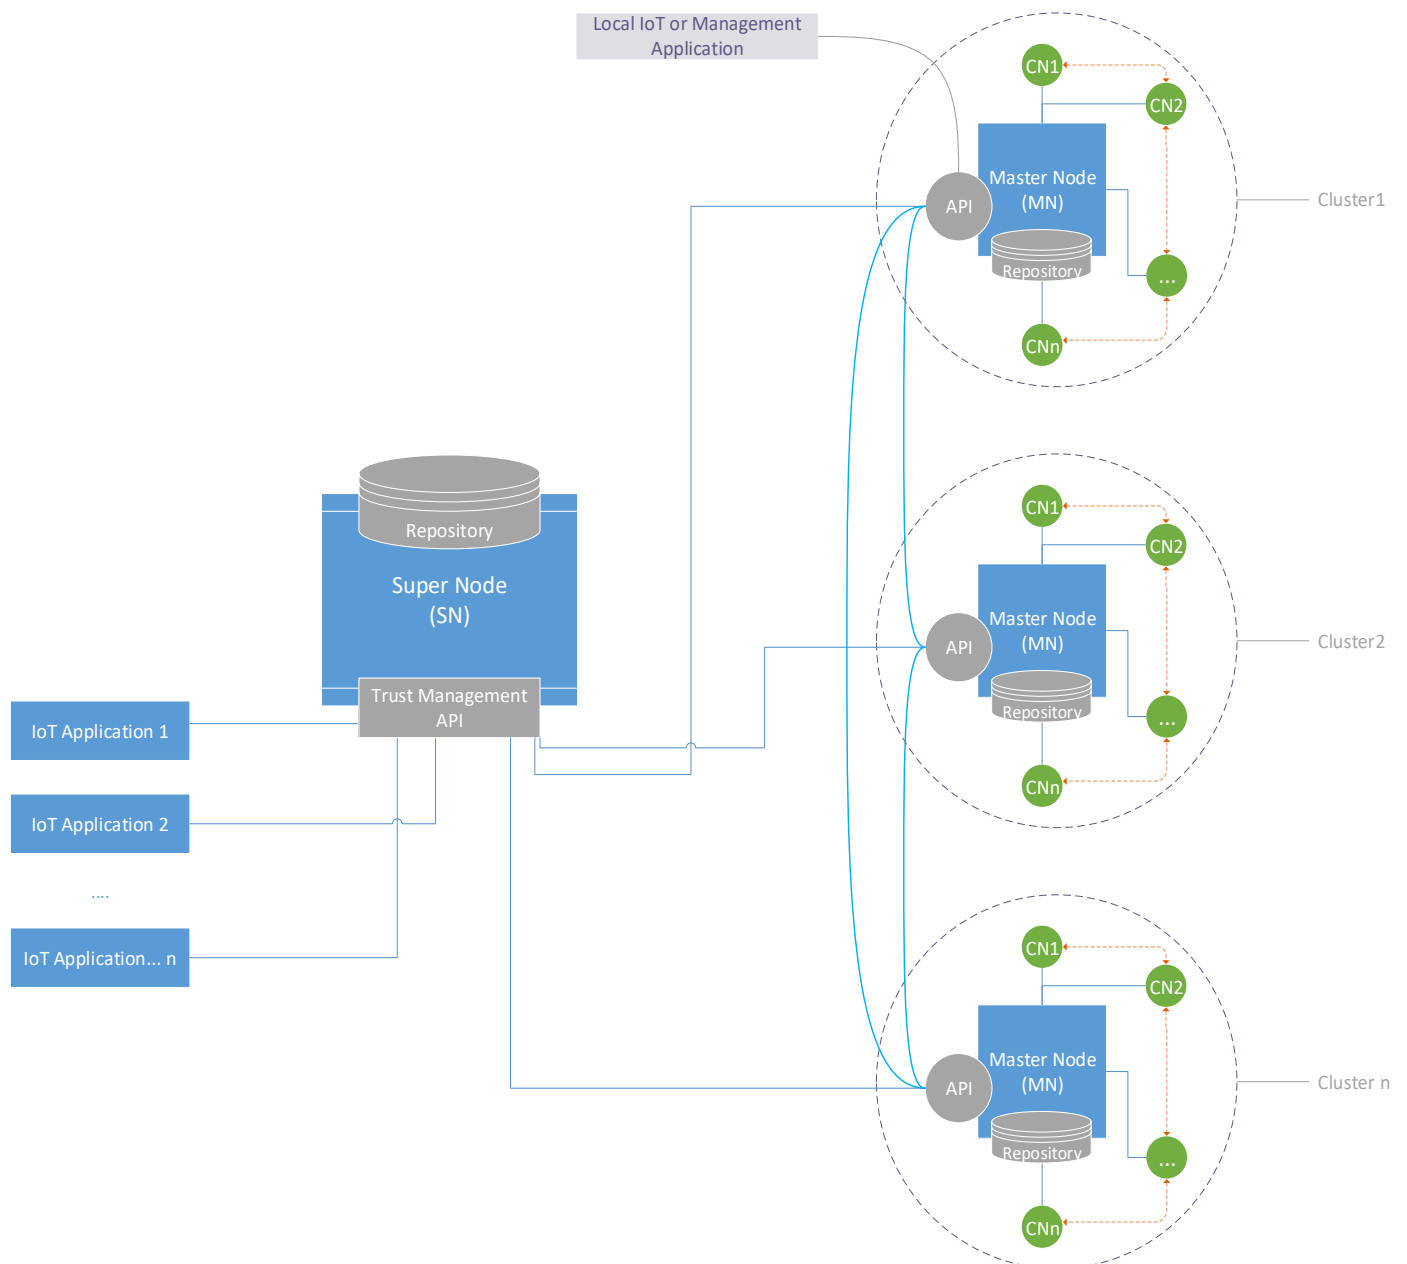 Local IoT or Management
Application
CN1
CN2
Master Node
(MN)
API
Repository
...
CNn
Cluster1
Repository
Super Node
(SN)
Trust Management
API
IoT Application 1
IoT Application 2
....
IoT Application... n
CN1
CN2
Master Node
(MN)
API
Repository
...
CNn
Cluster2
CN1
CN2
Master Node
(MN)
API
Repository
...
CNn
Cluster n